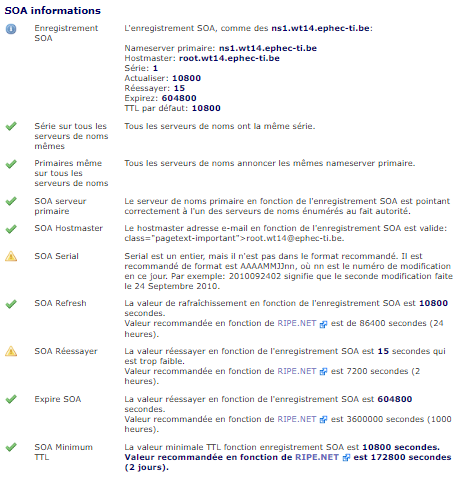 SOA informations
Enregistrement SOA
L'enregistrement SOA, comme des ns1.wt14.ephec-ti.be:
Nameserver primaire: ns1.wt14.ephec-ti.be
Hostmaster: root.wt14.ephec-ti.be
Série: 1
Actualiser: 10800
Réessayer: 15
Expirez: 604800
TTL par défaut: 10800
Série sur tous les
serveurs de noms
mêmes
Tous les serveurs de noms ont la même série.
Primaires même
sur tous les
serveurs de noms
Tous les serveurs de noms annoncer les mêmes nameserver primaire.
SOA serveur
primaire
Le serveur de noms primaire en fonction de l'enregistrement SOA est pointant
correctement à l'un des serveurs de noms énumérés au fait autorité.
SOA Hostmaster
Le hostmaster adresse e-mail en fonction de l'enregistrement SOA est valide:
class="pagetext-important">root.wt14@ephec-ti.be.
SOA Serial
Serial est un entier, mais il n'est pas dans le format recommandé. Il est
recommandé de format est AAAAMMJJnn, où nn est le numéro de modification
en ce jour. Par exemple: 2010092402 signifie que le seconde modification faite
le 24 Septembre 2010.
SOA Refresh
La valeur de rafraîchissement en fonction de l'enregistrement SOA est 10800
secondes.
Valeur recommandée en fonction de RIPE.NET est de 86400 secondes (24
heures).
SOA Réessayer
La valeur réessayer en fonction de l'enregistrement SOA est 15 secondes qui
est trop faible.
Valeur recommandée en fonction de RIPE.NET est 7200 secondes (2
heures).
Expire SOA
La valeur réessayer en fonction de l'enregistrement SOA est 604800
secondes.
Valeur recommandée en fonction de RIPE.NET est 3600000 secondes (1000
heures).
SOA Minimum
TTL
La valeur minimale TTL fonction enregistrement SOA est 10800 secondes.
Valeur recommandée en fonction de RIPE.NET est 172800 secondes
(2 jours).